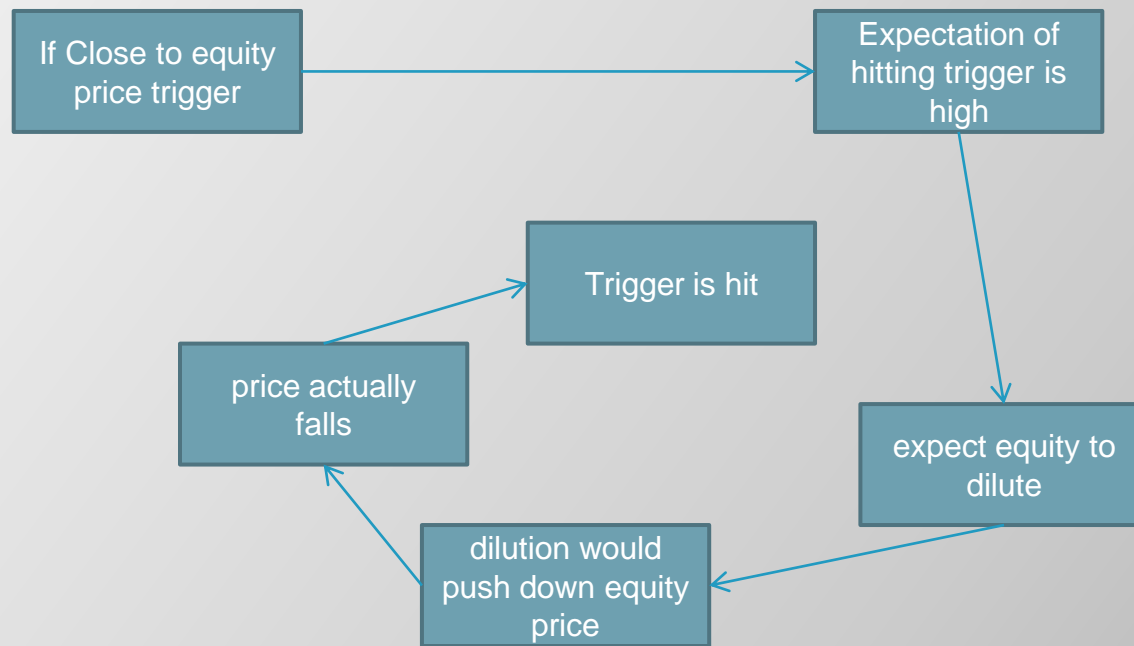 If Close to equity
price trigger
Expectation of
hitting trigger is
high
expect equity to
dilute
dilution would
push down equity
price
price actually
falls
Trigger is hit